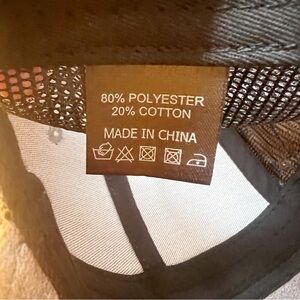 80% POLYESTER
20% COTTON
MADE IN CHINA